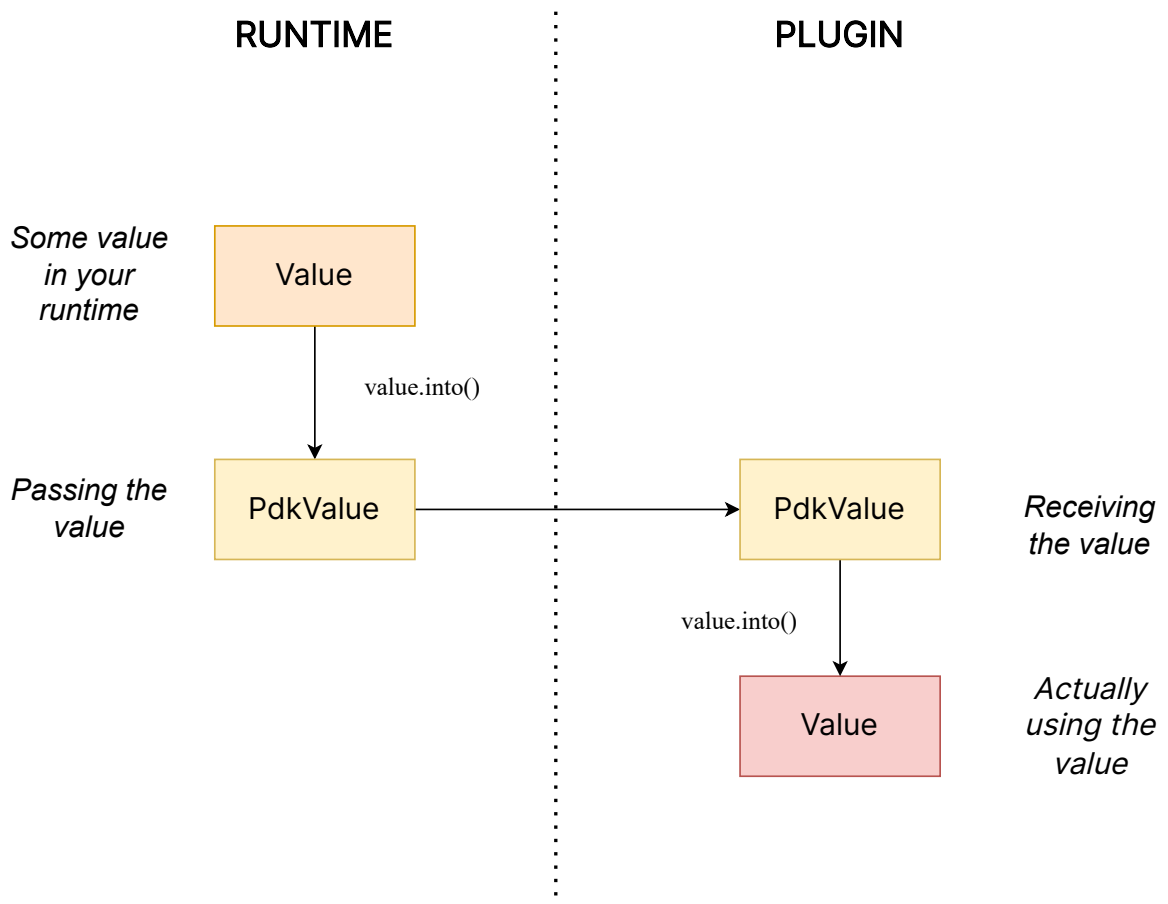 RUNTIME
PLUGIN
Some value
in your
runtime
Value
value.into()
Passing the
value
PdkValue
PdkValue
Receiving
the value
value.into()
Value
Actually
using the
value